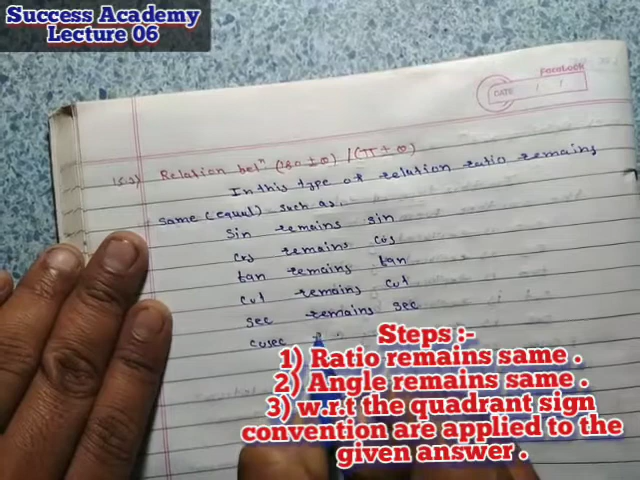 Success Academy
Lecture 06
FOCOLOOK
DATE / /
Relation betn (180 ± θ) / (π ± θ)
In this type of relation ratio remains
same (equal) such as
sin remains sin
cos remains cos
tan remains tan
cot remains cot
sec remains sec
cosec
Steps :-
1) Ratio remains same .
2) Angle remains same .
3) w.r.t the quadrant sign
convention are applied to the
given answer .